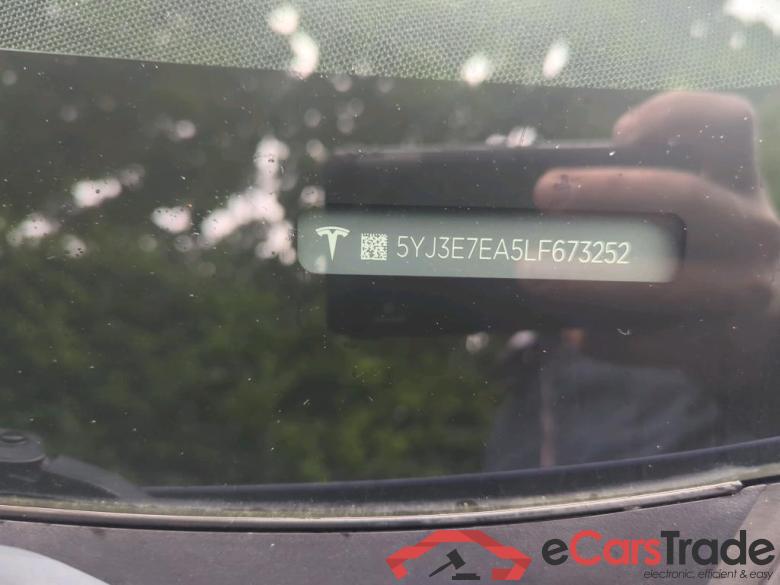 5YJ3E7EA5LF673252
eCarsTrade
electronic, efficient & easy